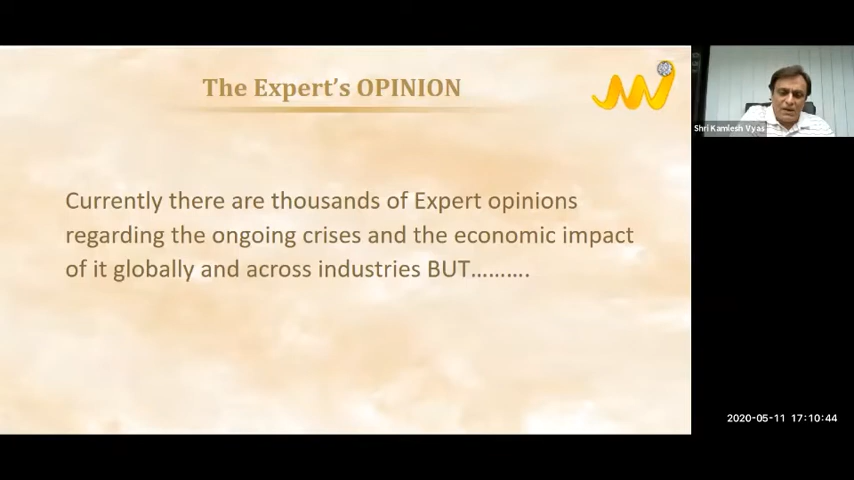 The Expert's OPINION
Shri Kamlesh Vyas
Currently there are thousands of Expert opinions
regarding the ongoing crises and the economic impact
of it globally and across industries BUT..........
2020-05-11 17:10:44